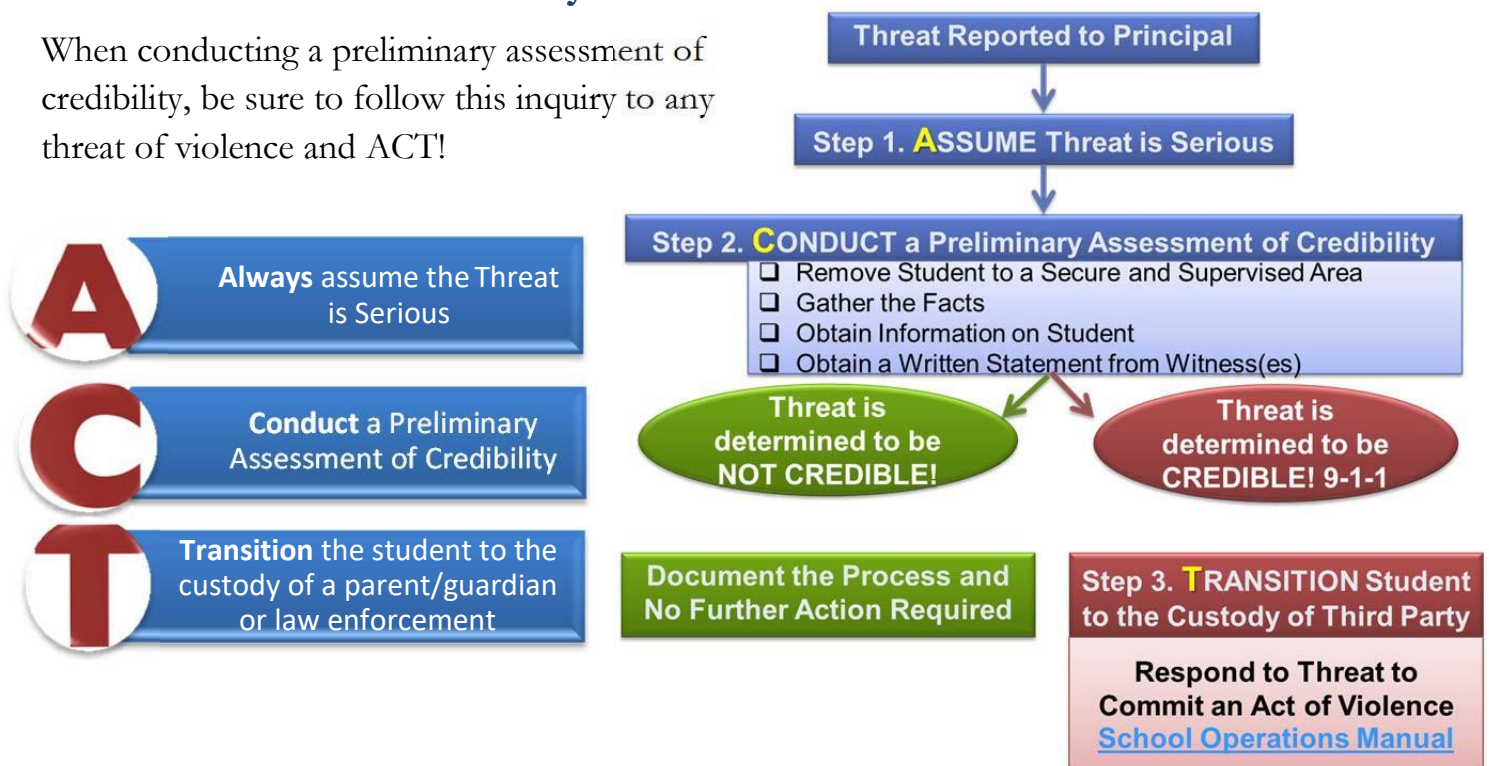 When conducting a preliminary assessment of
credibility, be sure to follow this inquiry to any
threat of violence and ACT!
A
Always assume the Threat
is Serious
C
Conduct a Preliminary
Assessment of Credibility
T
Transition the student to the
custody of a parent/guardian
or law enforcement
Threat Reported to Principal
Step 1. ASSUME Threat is Serious
Step 2. CONDUCT a Preliminary Assessment of Credibility
❑ Remove Student to a Secure and Supervised Area
❑ Gather the Facts
❑ Obtain Information on Student
❑ Obtain a Written Statement from Witness(es)
Threat is
determined to be
NOT CREDIBLE!
Threat is
determined to be
CREDIBLE! 9-1-1
Document the Process and
No Further Action Required
Step 3. TRANSITION Student
to the Custody of Third Party
Respond to Threat to
Commit an Act of Violence
School Operations Manual